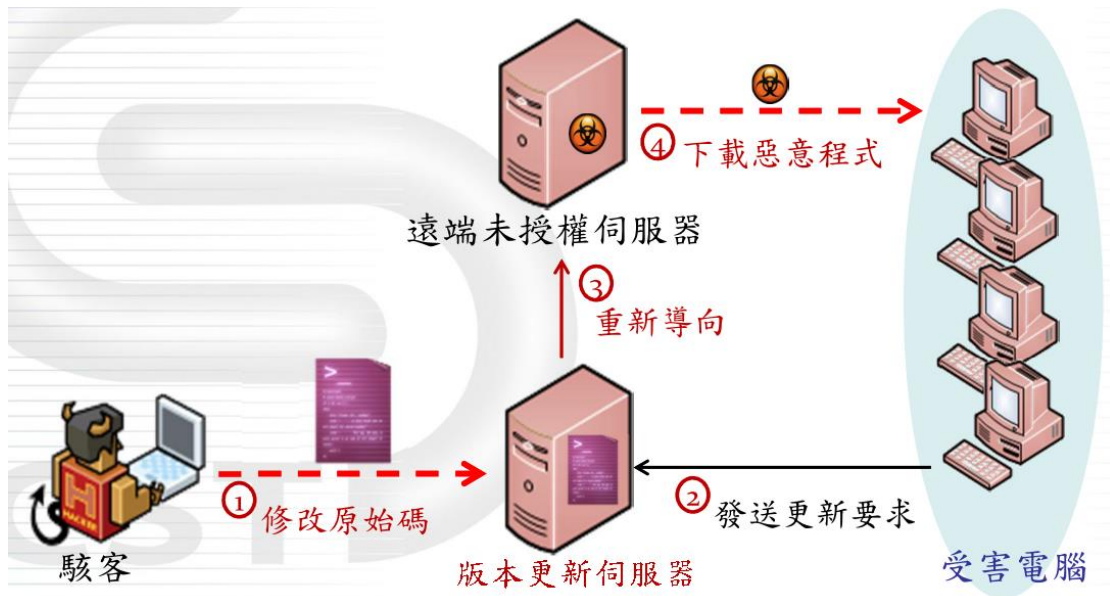 ④下載惡意程式
遠端未授權伺服器
③
重新導向
>
①修改原始碼
②發送更新要求
H
HACKER
駭客
版本更新伺服器
受害電腦